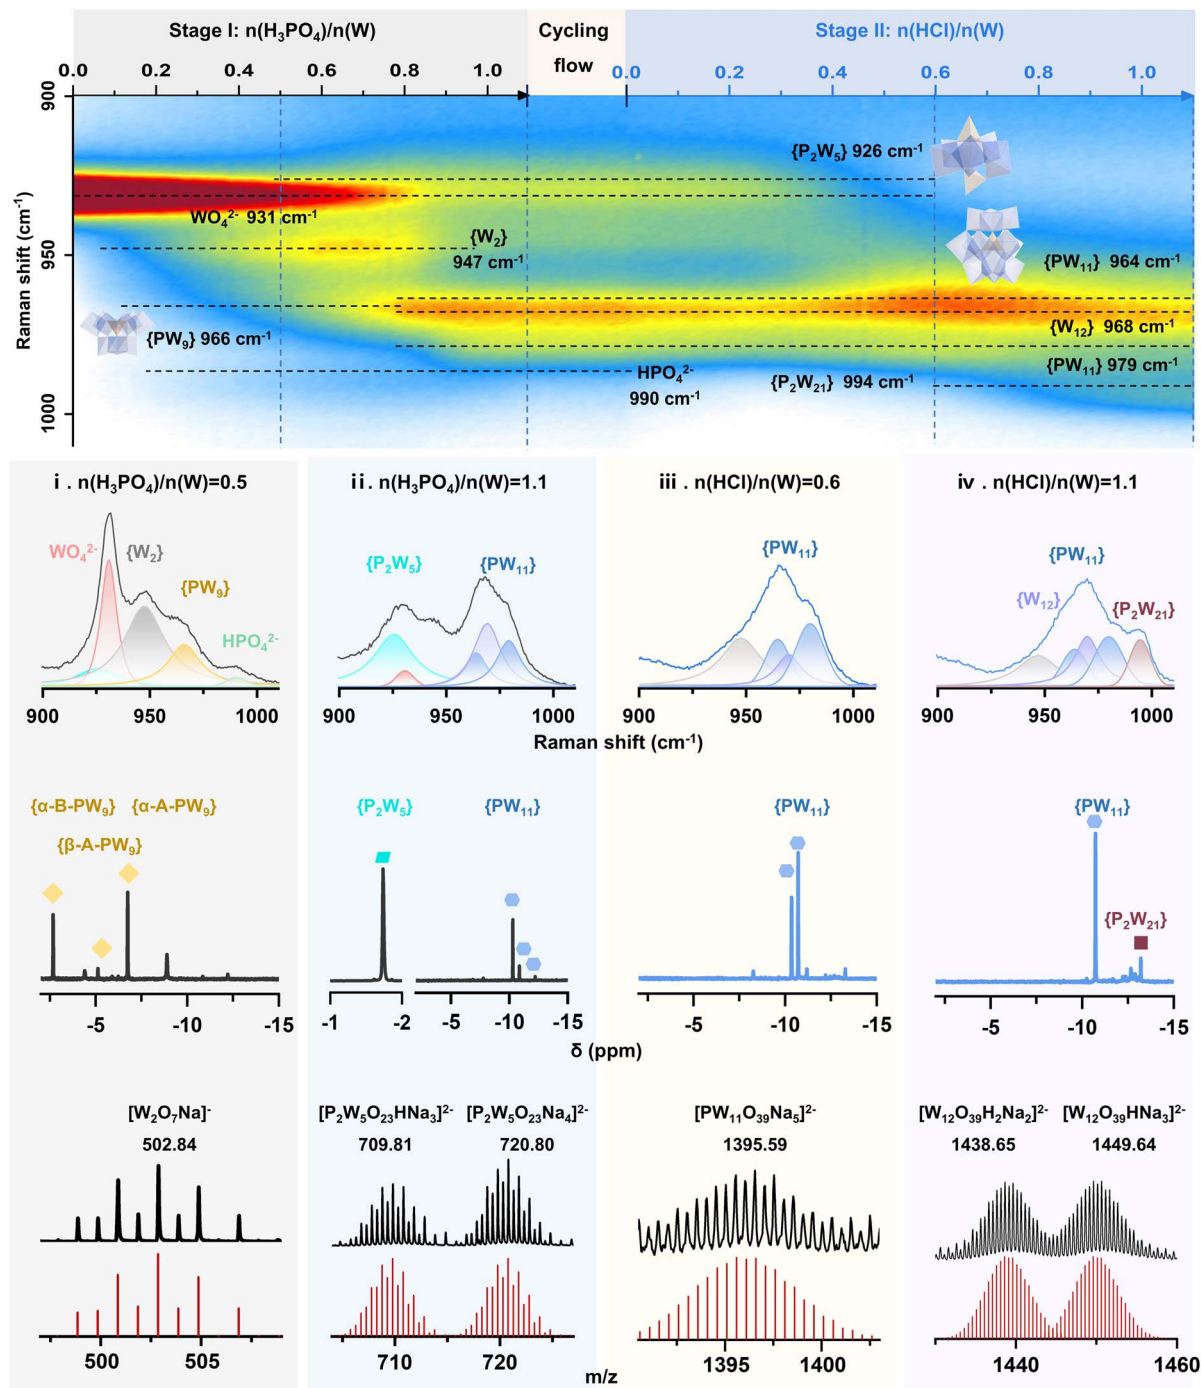 Stage I: n(H₃PO₄)/n(W)
Cycling
flow
Stage II: n(HCl)/n(W)
0.0 0.2 0.4 0.6 0.8 1.0
0.0 0.2 0.4 0.6 0.8 1.0
Raman shift (cm⁻¹)
900
950
1000
{P₂W₅} 926 cm⁻¹
WO₄²⁻ 931 cm⁻¹
{W₂}
947 cm⁻¹
{PW₁₁} 964 cm⁻¹
{PW₉} 966 cm⁻¹
{W₁₂} 968 cm⁻¹
{PW₁₁} 979 cm⁻¹
HPO₄²⁻
990 cm⁻¹
{P₂W₂₁} 994 cm⁻¹
i . n(H₃PO₄)/n(W)=0.5
ii . n(H₃PO₄)/n(W)=1.1
iii . n(HCl)/n(W)=0.6
iv . n(HCl)/n(W)=1.1
WO₄²⁻
{W₂}
{PW₉}
HPO₄²⁻
{P₂W₅}
{PW₁₁}
{PW₁₁}
{PW₁₁}
{W₁₂}
{P₂W₂₁}
900 950 1000
900 950 1000
900 950 1000
900 950 1000
Raman shift (cm⁻¹)
{α-B-PW₉} {α-A-PW₉}
{β-A-PW₉}
{P₂W₅}
{PW₁₁}
{PW₁₁}
{PW₁₁}
{P₂W₂₁}
-5 -10 -15
-1 -2 -5 -10 -15
-5 -10 -15
-5 -10 -15
δ (ppm)
[W₂O₇Na]⁻
502.84
[P₂W₅O₂₃HNa₃]²⁻ [P₂W₅O₂₃Na₄]²⁻
709.81 720.80
[PW₁₁O₃₉Na₅]²⁻
1395.59
[W₁₂O₃₉H₂Na₂]²⁻ [W₁₂O₃₉HNa₃]²⁻
1438.65 1449.64
500 505
710 720
1395 1400
1440 1460
m/z